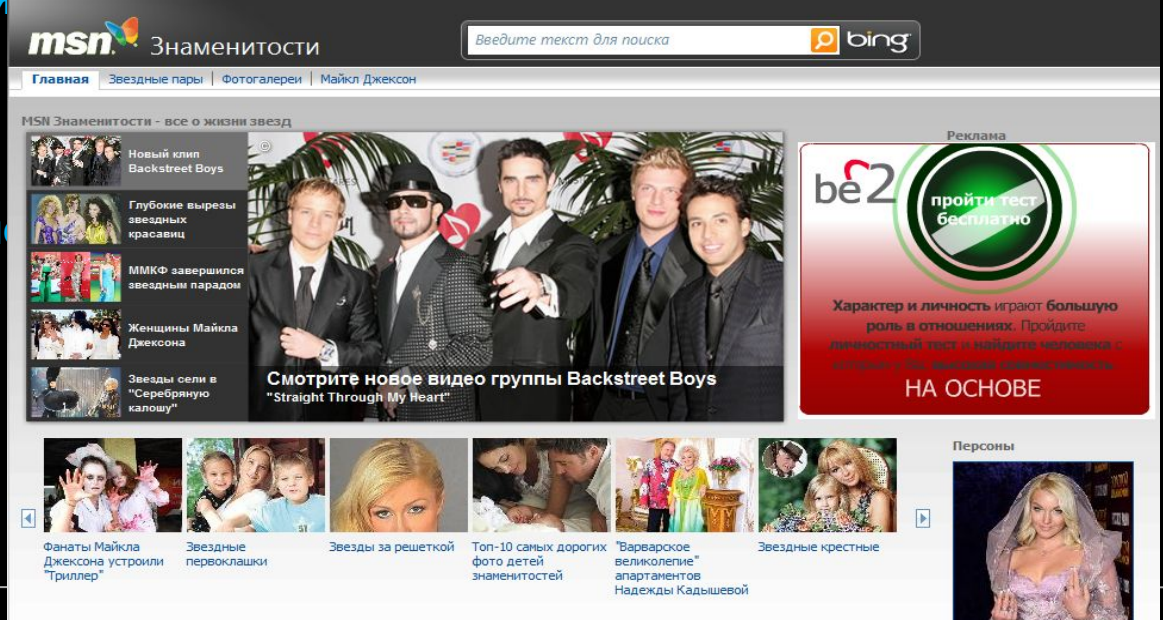 msn Знаменитости
Введите текст для поиска
bing
Главная | Звездные пары | Фотогалереи | Майкл Джексон
MSN Знаменитости - все о жизни звезд
Новый клип
Backstreet Boys
Глубокие вырезы
звездных
красавиц
ММКФ завершился
звездным парадом
Женщины Майкла
Джексона
Звезды сели в
"Серебряную
калошу"
©
Смотрите новое видео группы Backstreet Boys
"Straight Through My Heart"
Реклама
be2
пройти тест
бесплатно
Характер и личность играют большую
роль в отношениях. Пройдите
личностный тест и найдите человека с
НА ОСНОВЕ
Фанаты Майкла
Джексона устроили
"Триллер"
Звездные
первоклашки
Звезды за решеткой
Топ-10 самых дорогих
фото детей
знаменитостей
"Варварское
великолепие"
апартаментов
Надежды Кадышевой
Звездные крестные
Персоны